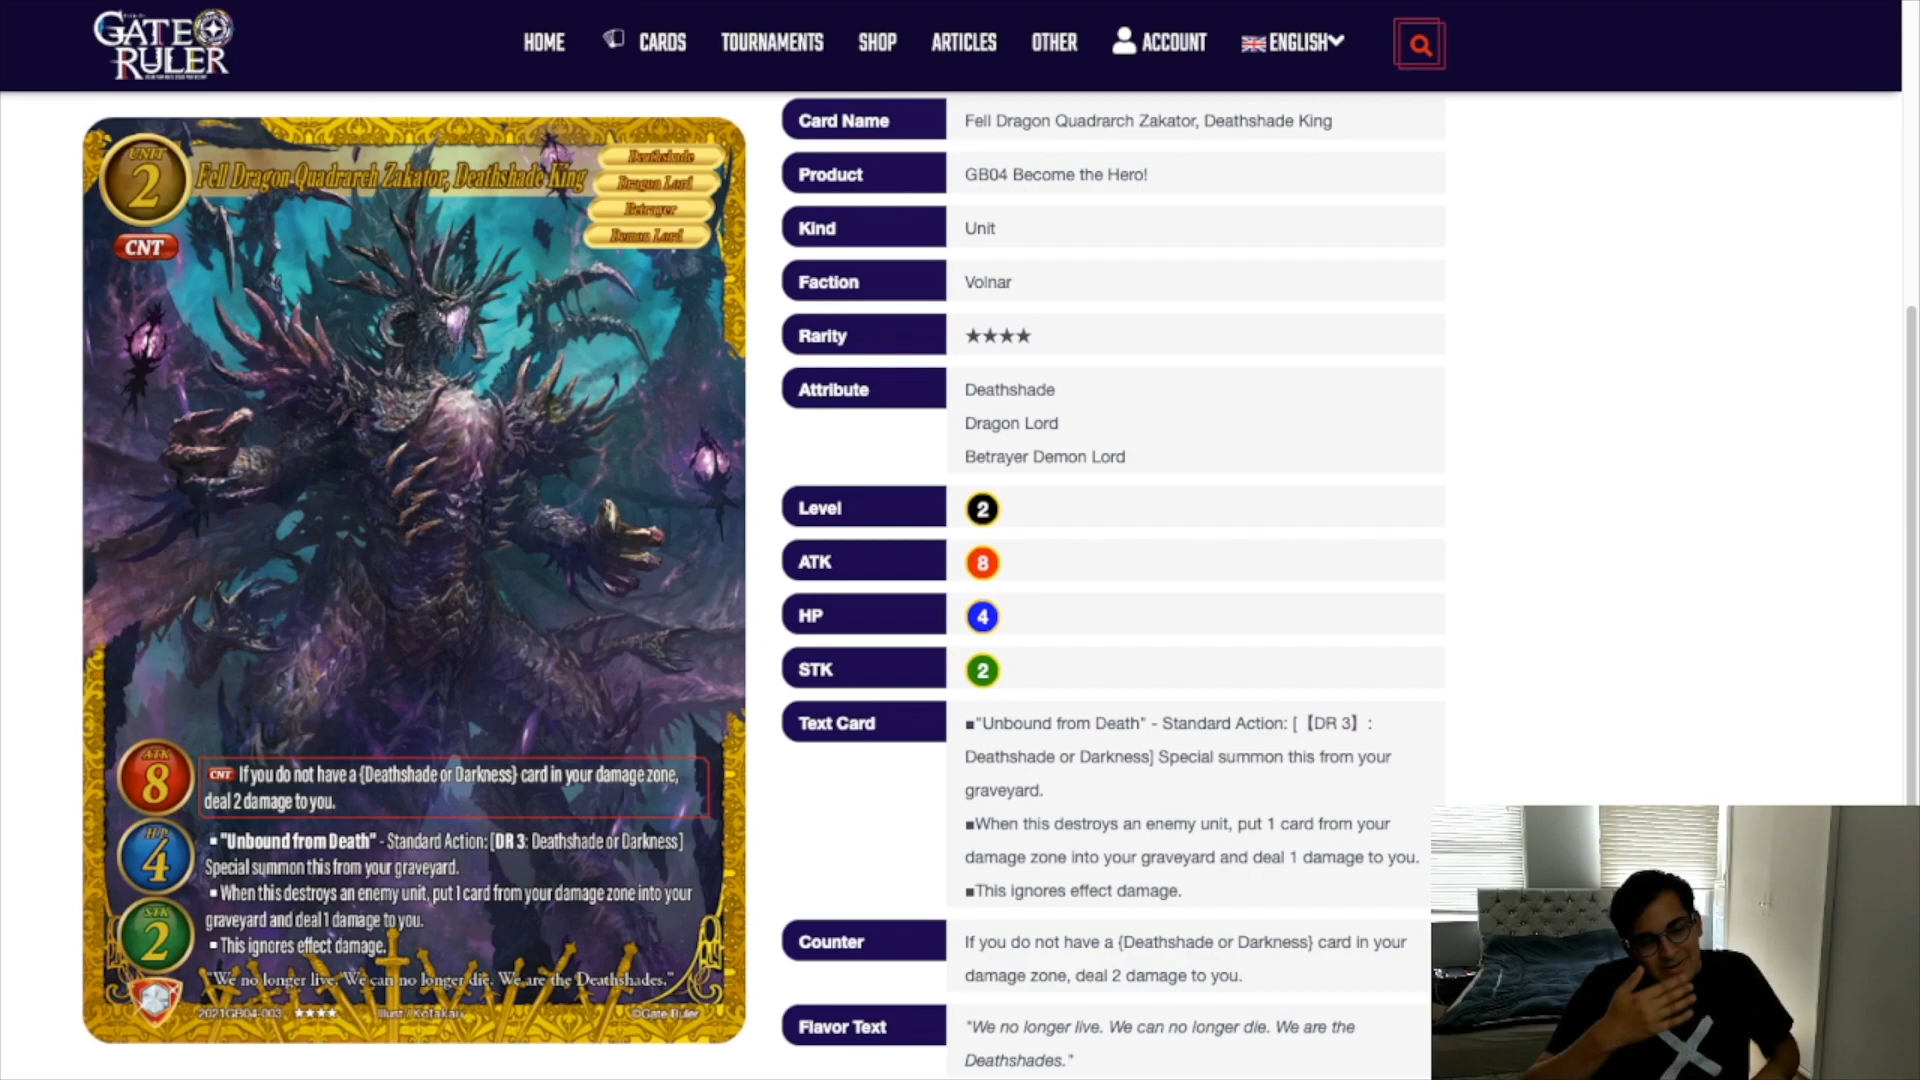 GATE
RULER
HOME
CARDS
TOURNAMENTS
SHOP
ARTICLES
OTHER
ACCOUNT
ENGLISH
UNIT
2
Fell Dragon Quadrarch Zakator, Deathshade King
Deathshade
Dragon Lord
Betrayer
Demon Lord
CNT
ATK
8
CNT If you do not have a {Deathshade or Darkness} card in your damage zone,
deal 2 damage to you.
HP
4
▪"Unbound from Death" - Standard Action: [DR 3: Deathshade or Darkness]
Special summon this from your graveyard.
▪When this destroys an enemy unit, put 1 card from your damage zone into your
graveyard and deal 1 damage to you.
STK
2
▪This ignores effect damage.
"We no longer live. We can no longer die. We are the Deathshades."
2021GB04-003 ★★★★ Illust / Kotakan ©Gate Ruler
Card Name Fell Dragon Quadrarch Zakator, Deathshade King
Product GB04 Become the Hero!
Kind Unit
Faction Volnar
Rarity ★★★★
Attribute Deathshade
Dragon Lord
Betrayer Demon Lord
Level 2
ATK 8
HP 4
STK 2
Text Card ■"Unbound from Death" - Standard Action: [【DR 3】:
Deathshade or Darkness] Special summon this from your
graveyard.
■When this destroys an enemy unit, put 1 card from your
damage zone into your graveyard and deal 1 damage to you.
■This ignores effect damage.
Counter If you do not have a {Deathshade or Darkness} card in your
damage zone, deal 2 damage to you.
Flavor Text "We no longer live. We can no longer die. We are the
Deathshades."